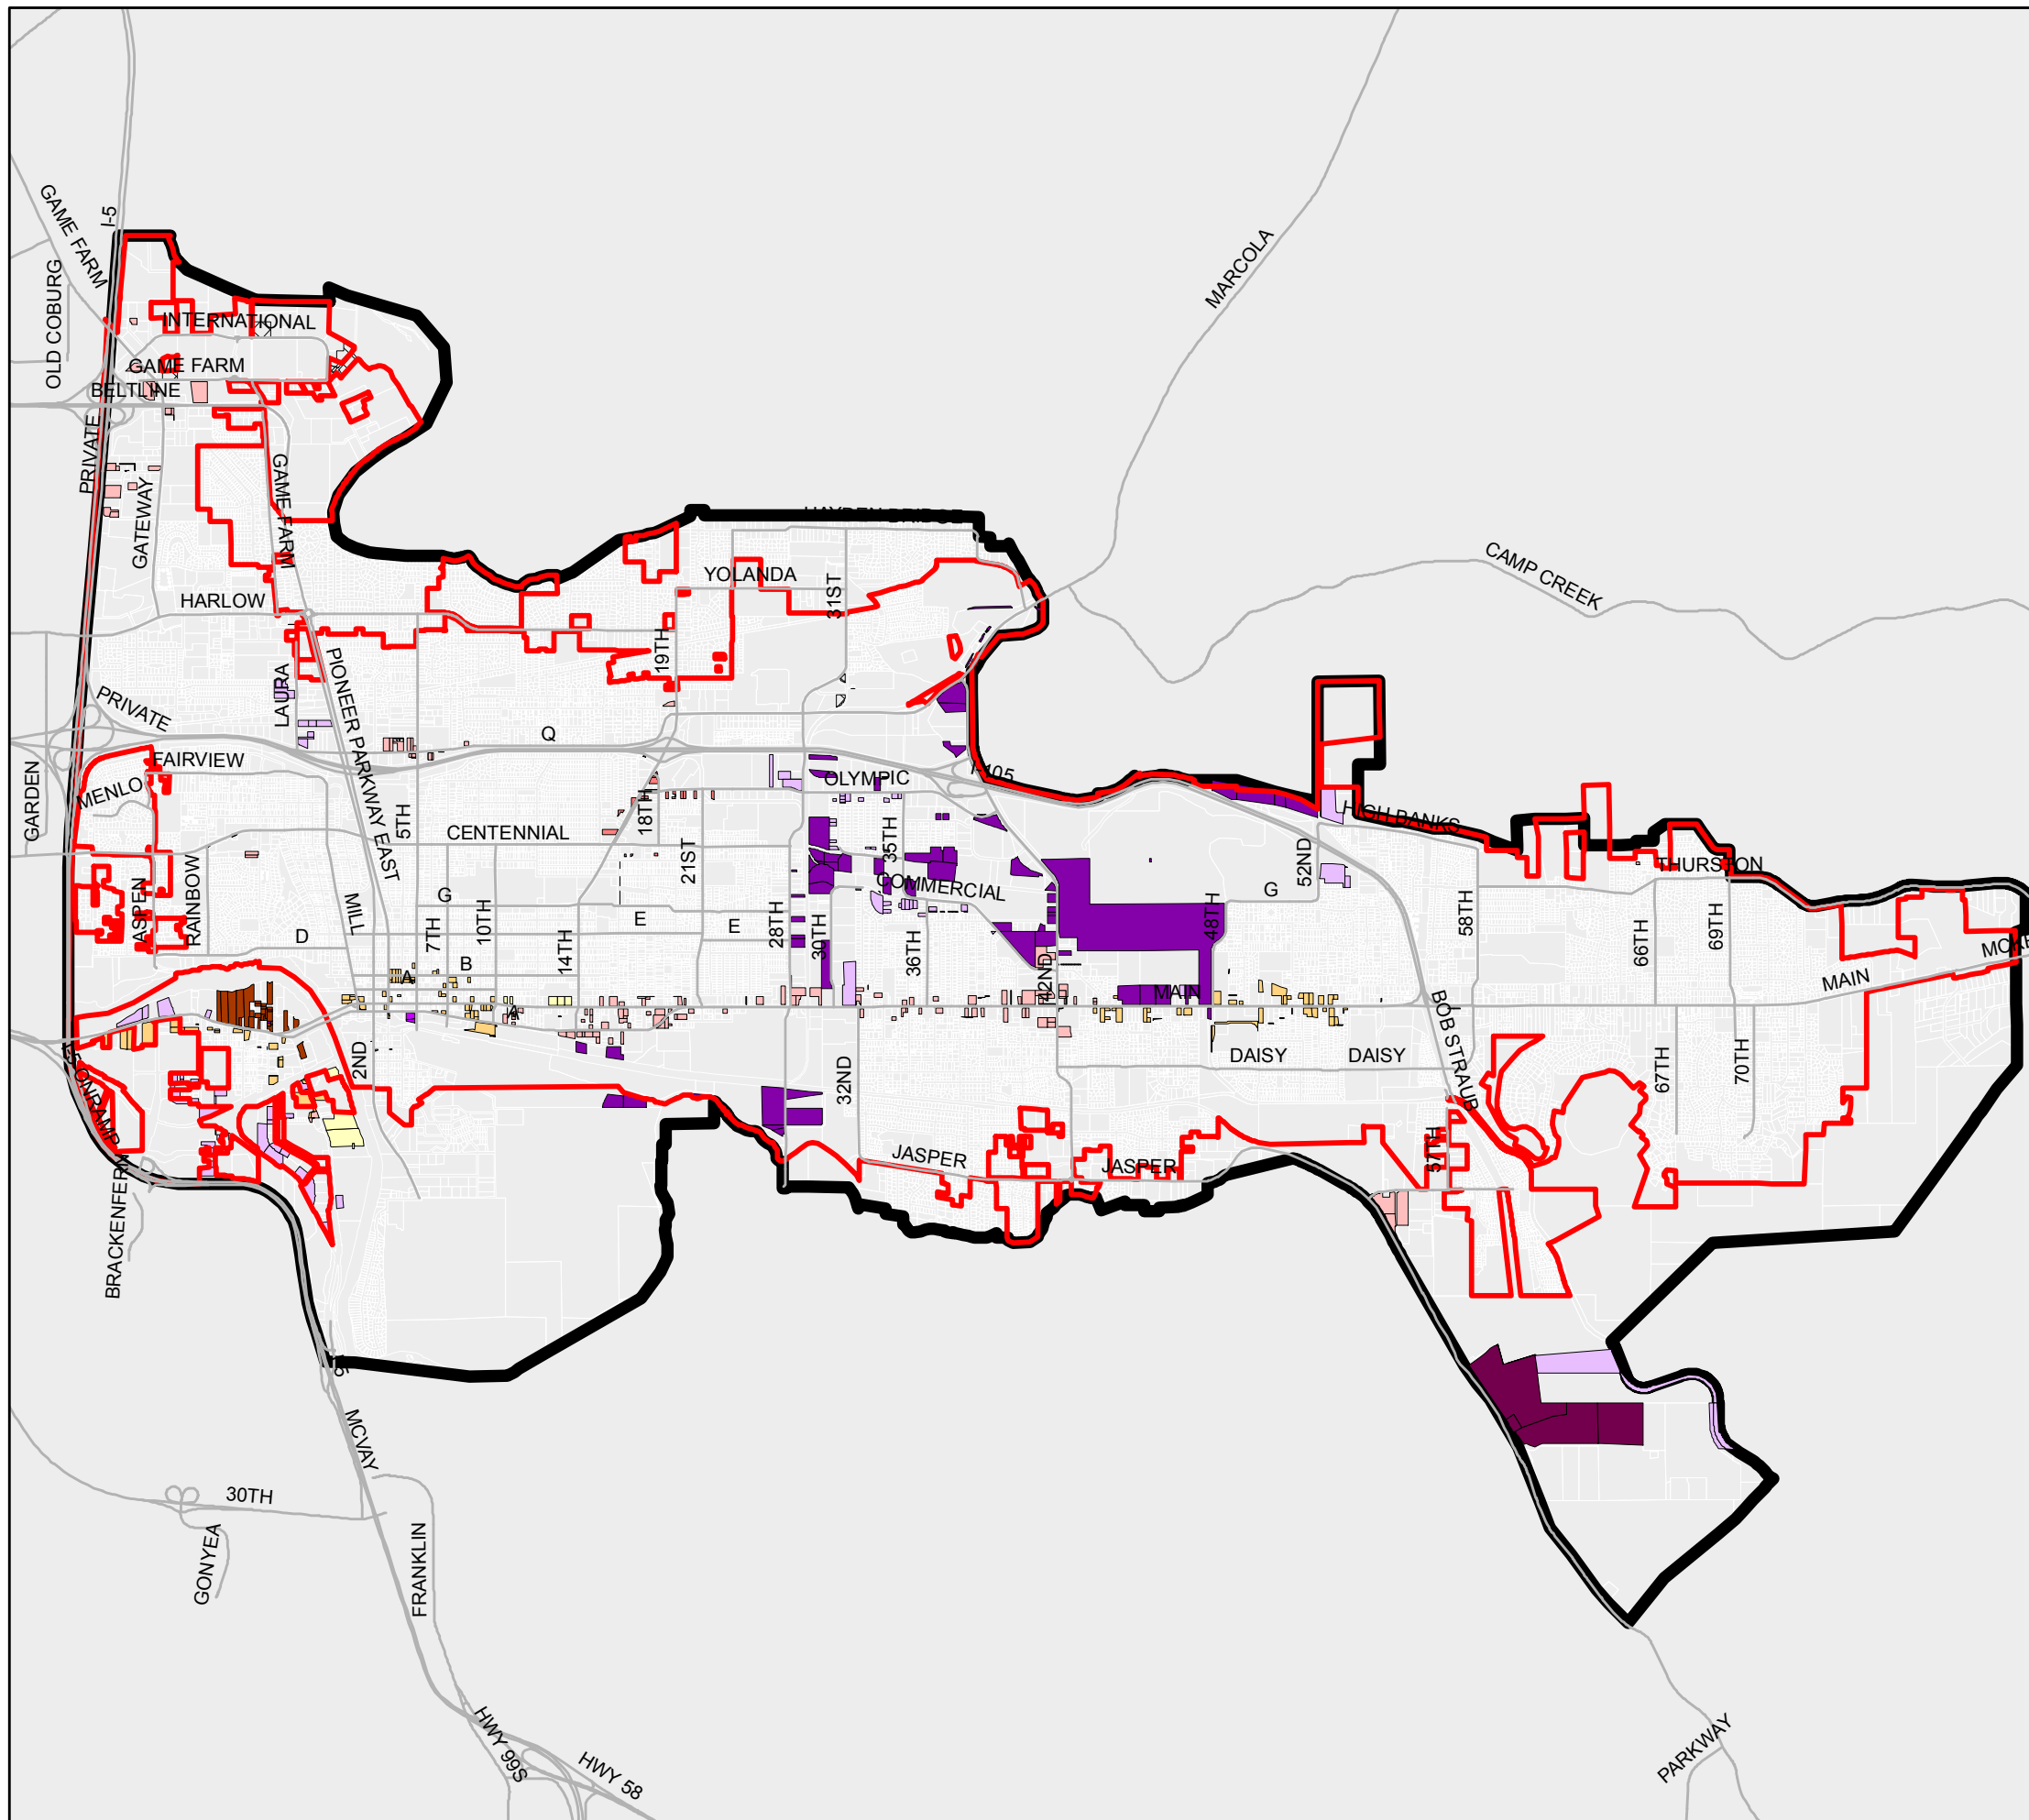 I-5
GAME FARM
OLD COBURG
MARCOLA
INTERNATIONAL
GAME FARM
BELTLINE
PRIVATE
GATEWAY
GAME FARM
HAYDEN BRIDGE
CAMP CREEK
YOLANDA
31ST
HARLOW
19TH
LAURA
PIONEER PARKWAY EAST
PRIVATE
Q
FAIRVIEW
MENLO
GARDEN
I-105
OLYMPIC
HIGH BANKS
5TH
CENTENNIAL
18TH
21ST
35TH
52ND
THURSTON
COMMERCIAL
ASPEN
RAINBOW
MILL
G
7TH
10TH
E
E
28TH
30TH
36TH
48TH
G
58TH
66TH
69TH
D
14TH
A
B
42ND
MAIN
MAIN
A
2ND
32ND
DAISY
DAISY
BOB STRAUB
67TH
70TH
JASPER
JASPER
57TH
BRACKENFERN
MCVAY
30TH
GONYEA
FRANKLIN
HWY 99S
HWY 58
PARKWAY